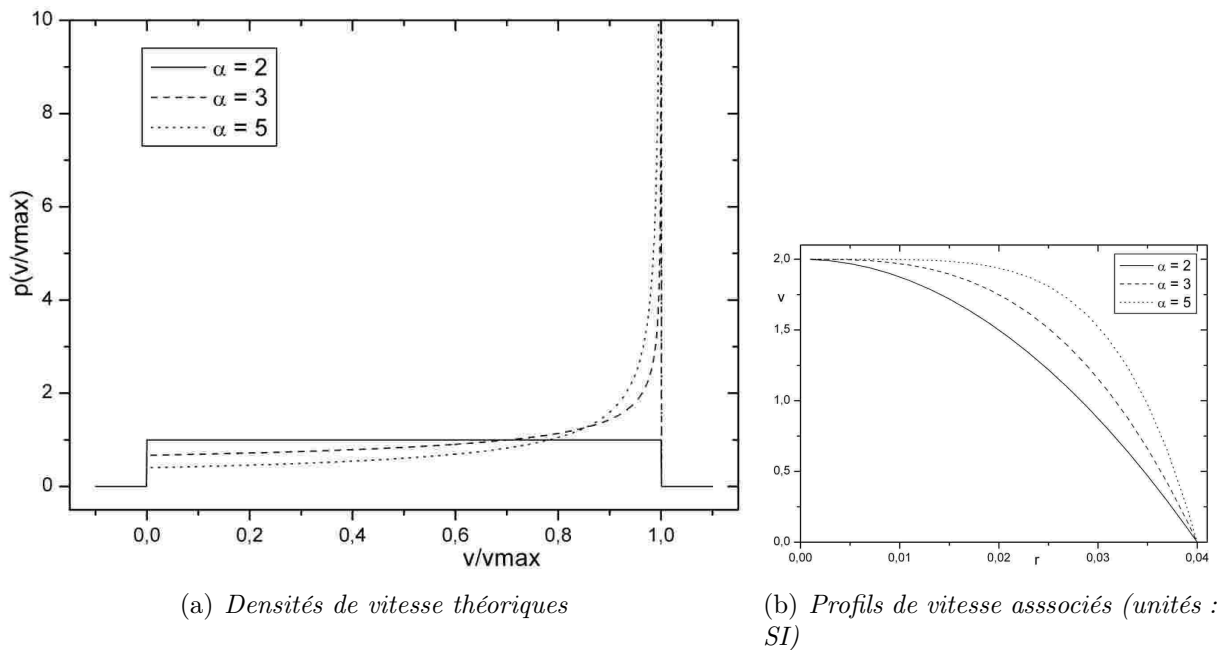 10
8
6
4
2
0
p(v/vmax)
α = 2
α = 3
α = 5
0,0
0,2
0,4
0,6
0,8
1,0
v/vmax
(a) Densités de vitesse théoriques
2,0
v
1,5
1,0
0,5
0,0
α = 2
α = 3
α = 5
0,00
0,01
0,02
0,03
0,04
r
(b) Profils de vitesse asssociés (unités :
SI)